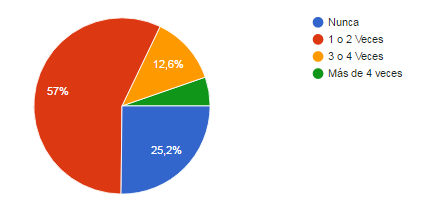 Nunca
1 o 2 Veces
3 o 4 Veces
Más de 4 veces
57%
12,6%
25,2%